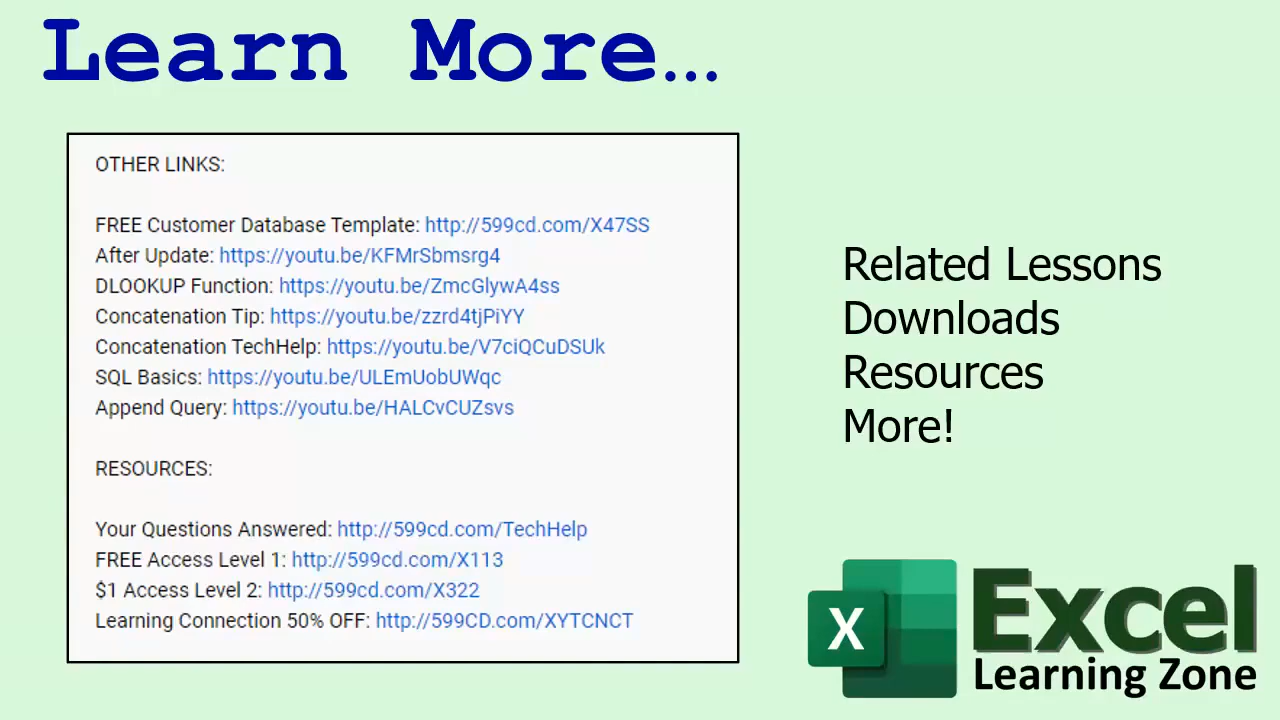 Learn More...
OTHER LINKS:
FREE Customer Database Template: http://599cd.com/X47SS
After Update: https://youtu.be/KFMrSbmsrg4
DLOOKUP Function: https://youtu.be/ZmcGlywA4ss
Concatenation Tip: https://youtu.be/zzrd4tjPiYY
Concatenation TechHelp: https://youtu.be/V7ciQCuDSUk
SQL Basics: https://youtu.be/ULEmUobUWqc
Append Query: https://youtu.be/HALCvCUZsvs
RESOURCES:
Your Questions Answered: http://599cd.com/TechHelp
FREE Access Level 1: http://599cd.com/X113
$1 Access Level 2: http://599cd.com/X322
Learning Connection 50% OFF: http://599CD.com/XYTCNCT
Related Lessons
Downloads
Resources
More!
X
Excel
Learning Zone